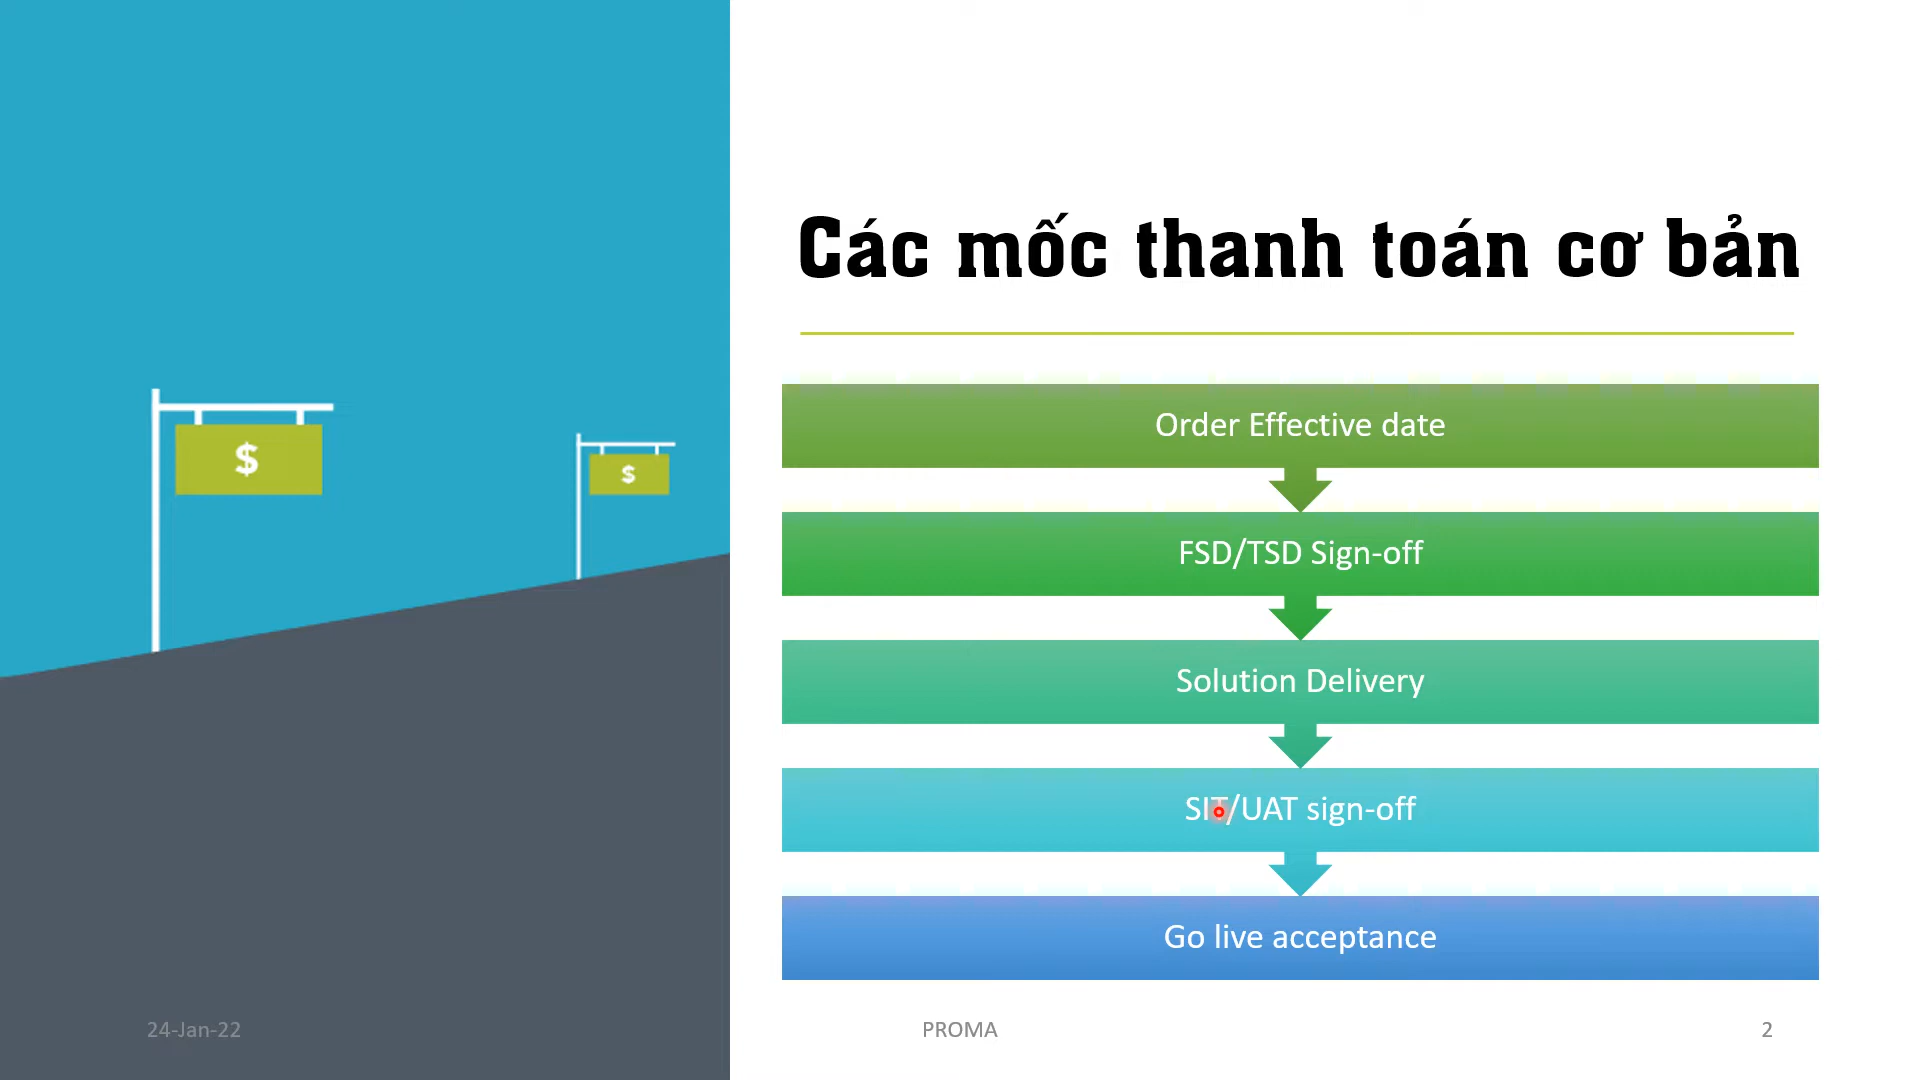 Các mốc thanh toán cơ bản
$
$
Order Effective date
FSD/TSD Sign-off
Solution Delivery
SIT/UAT sign-off
Go live acceptance
24-Jan-22
PROMA
2